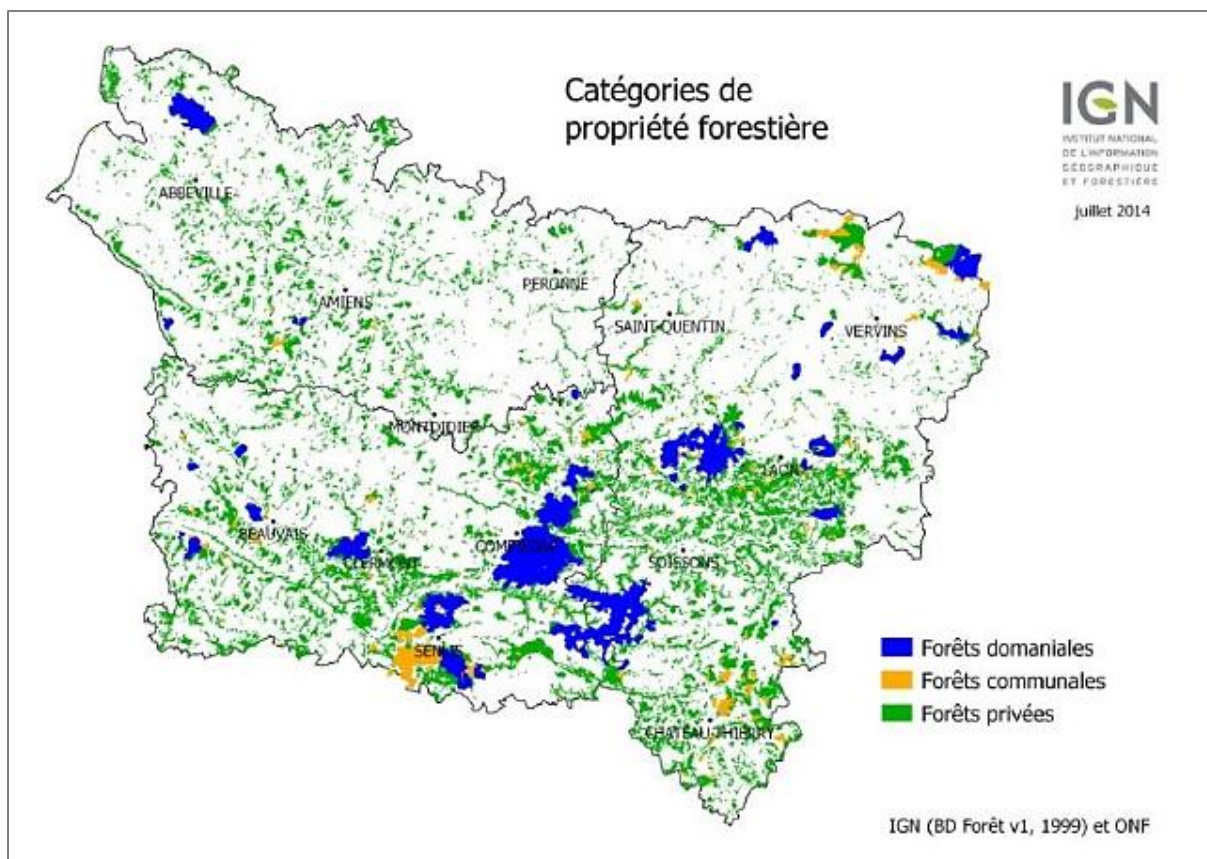 Catégories de
propriété forestière
IGN
INSTITUT NATIONAL
DE L'INFORMATION
GÉOGRAPHIQUE
ET FORESTIÈRE
juillet 2014
ABBEVILLE
AMIENS
PERONNE
SAINT-QUENTIN
VERVINS
MONTDIDIER
LAON
BEAUVAIS
CLERMONT
COMPIEGNE
SOISSONS
SENLIS
CHATEAU-THIERRY
Forêts domaniales
Forêts communales
Forêts privées
IGN (BD Forêt v1, 1999) et ONF